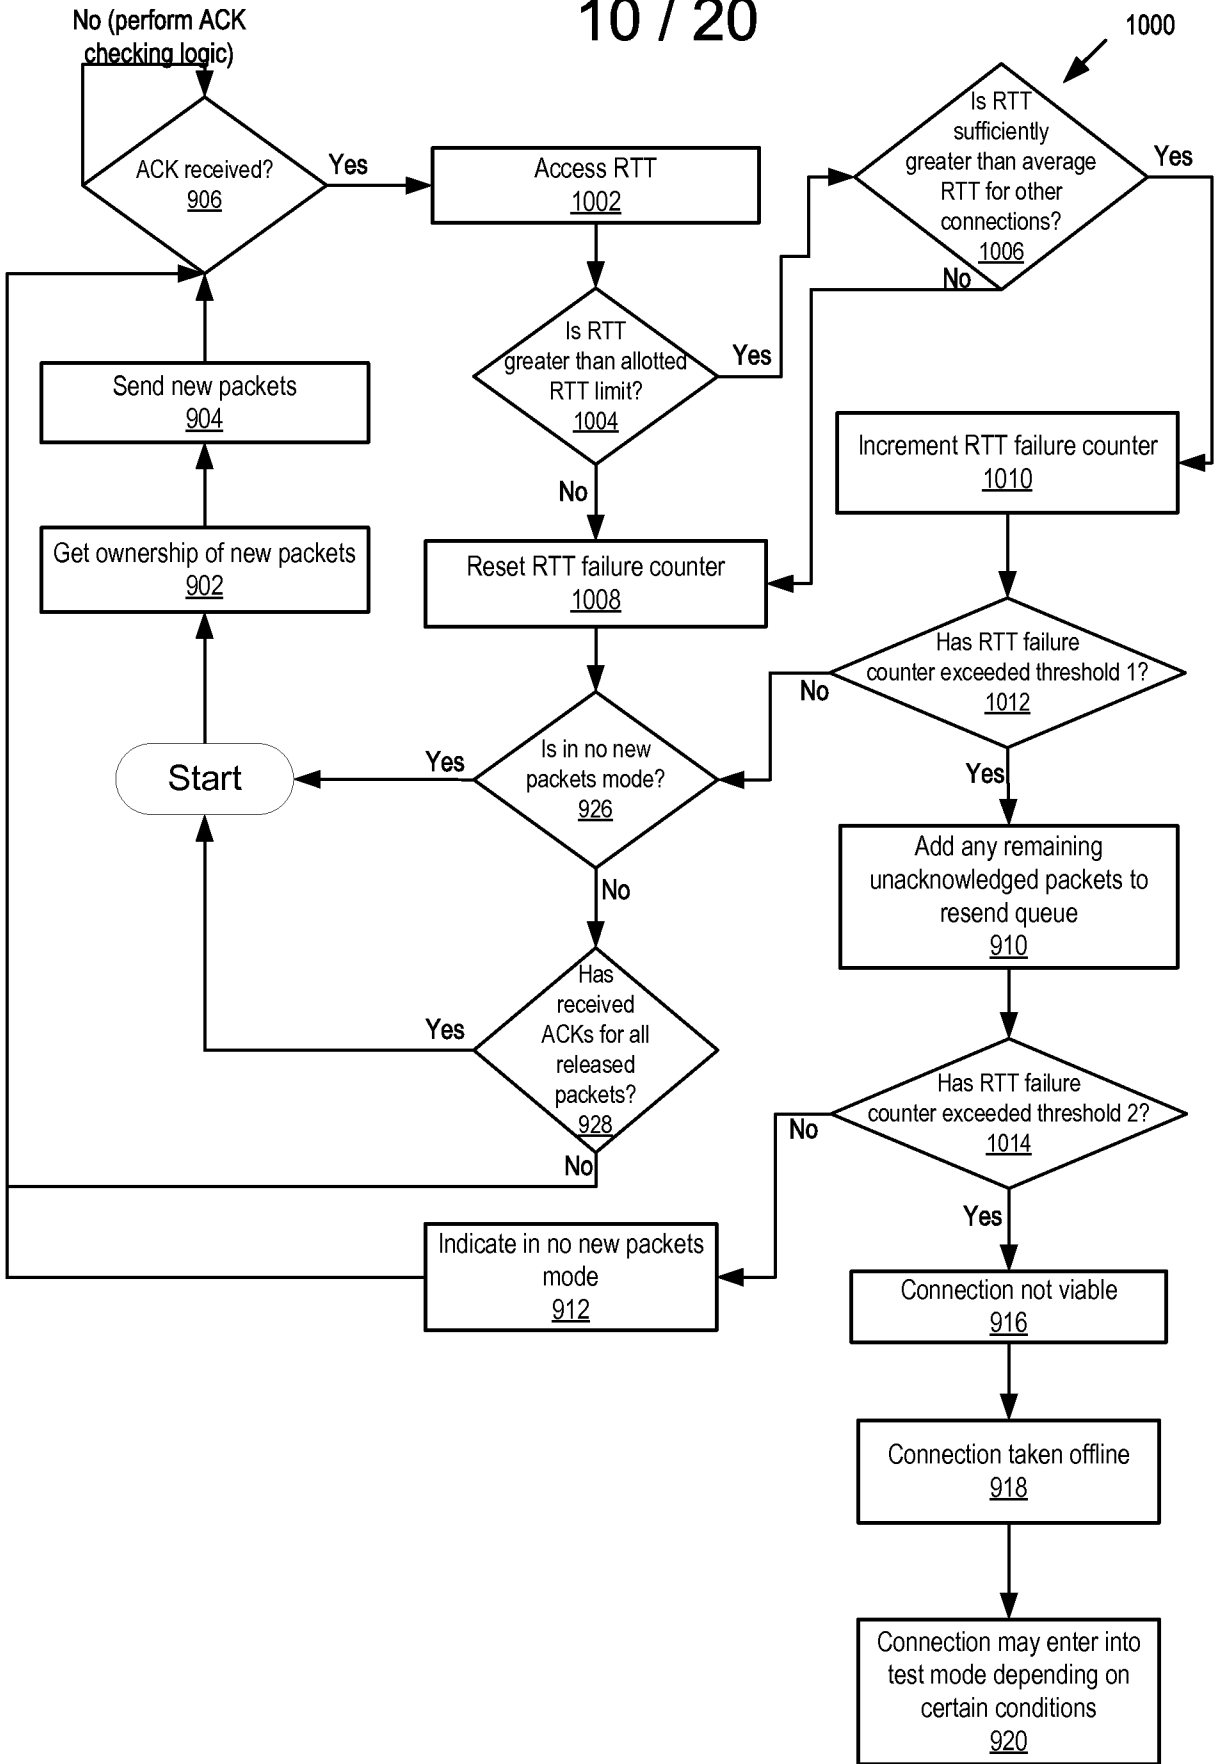 10 / 20
1000
No (perform ACK
checking logic)
ACK received?
906
Yes
Access RTT
1002
Is RTT
sufficiently
greater than average
RTT for other
connections?
1006
Yes
No
Is RTT
greater than allotted
RTT limit?
1004
Yes
No
Send new packets
904
Increment RTT failure counter
1010
Get ownership of new packets
902
Reset RTT failure counter
1008
Has RTT failure
counter exceeded threshold 1?
1012
No
Yes
Start
Yes
Is in no new
packets mode?
926
No
Add any remaining
unacknowledged packets to
resend queue
910
Has
received
ACKs for all
released
packets?
928
Yes
No
Has RTT failure
counter exceeded threshold 2?
1014
No
Yes
Indicate in no new packets
mode
912
Connection not viable
916
Connection taken offline
918
Connection may enter into
test mode depending on
certain conditions
920